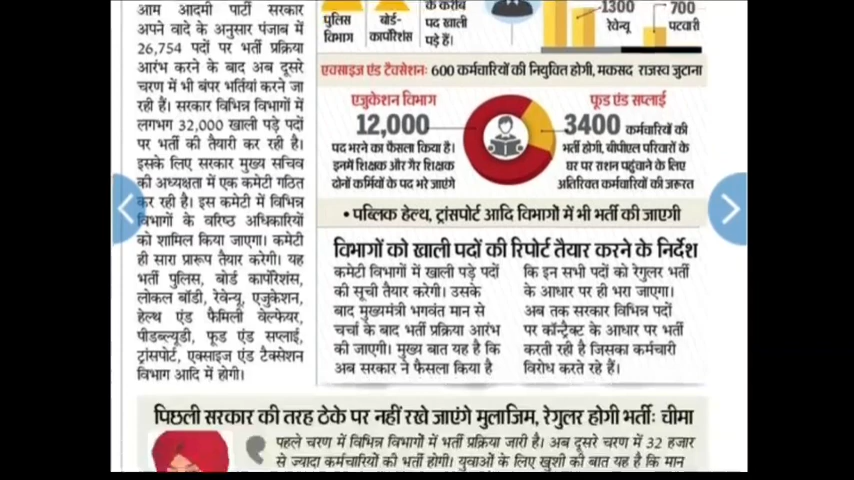 आम आदमी पार्टी सरकार
अपने वादे के अनुसार पंजाब में
26,754 पदों पर भर्ती प्रक्रिया
आरंभ करने के बाद अब दूसरे
चरण में भी बंपर भर्तियां करने जा
रही हैं। सरकार विभिन्न विभागों में
लगभग 32,000 खाली पड़े पदों
पर भर्ती की तैयारी कर रही है।
इसके लिए सरकार मुख्य सचिव
की अध्यक्षता में एक कमेटी गठित
कर रही है। इस कमेटी में विभिन्न
विभागों के वरिष्ठ अधिकारियों
को शामिल किया जाएगा। कमेटी
ही सारा प्रारूप तैयार करेगी। यह
भर्ती पुलिस, बोर्ड कार्पोरेशंस,
लोकल बॉडी, रेवेन्यू, एजुकेशन,
हेल्थ एंड फैमिली वेल्फेयर,
पीडब्ल्यूडी, फूड एंड सप्लाई,
ट्रांसपोर्ट, एक्साइज एंड टैक्सेशन
विभाग आदि में होगी।
पुलिस
विभाग
बोर्ड-
कार्पोरेशंस
के करीब
पद खाली
पड़े हैं।
1300
रेवेन्यू
700
पटवारी
एक्साइज एंड टैक्सेशनः 600 कर्मचारियों की नियुक्ति होगी, मकसद राजस्व जुटाना
एजुकेशन विभाग
12,000
पद भरने का फैसला किया है।
इनमें शिक्षक और गैर शिक्षक
दोनों कर्मियों के पद भरे जाएंगे
फूड एंड सप्लाई
3400 कर्मचारियों की
भर्ती होगी, बीपीएल परिवारों के
घर पर राशन पहुंचाने के लिए
अतिरिक्त कर्मचारियों की जरूरत
• पब्लिक हेल्थ, ट्रांसपोर्ट आदि विभागों में भी भर्ती की जाएगी
विभागों को खाली पदों की रिपोर्ट तैयार करने के निर्देश
कमेटी विभागों में खाली पड़े पदों
की सूची तैयार करेगी। उसके
बाद मुख्यमंत्री भगवंत मान से
चर्चा के बाद भर्ती प्रक्रिया आरंभ
की जाएगी। मुख्य बात यह है कि
अब सरकार ने फैसला किया है
कि इन सभी पदों को रेगुलर भर्ती
के आधार पर ही भरा जाएगा।
अब तक सरकार विभिन्न पदों
पर कॉन्ट्रैक्ट के आधार पर भर्ती
करती रही है जिसका कर्मचारी
विरोध करते रहे हैं।
पिछली सरकार की तरह ठेके पर नहीं रखे जाएंगे मुलाजिम, रेगुलर होगी भर्तीः चीमा
पहले चरण में विभिन्न विभागों में भर्ती प्रक्रिया जारी है। अब दूसरे चरण में 32 हजार
से ज्यादा कर्मचारियों की भर्ती होगी। युवाओं के लिए खुशी की बात यह है कि मान